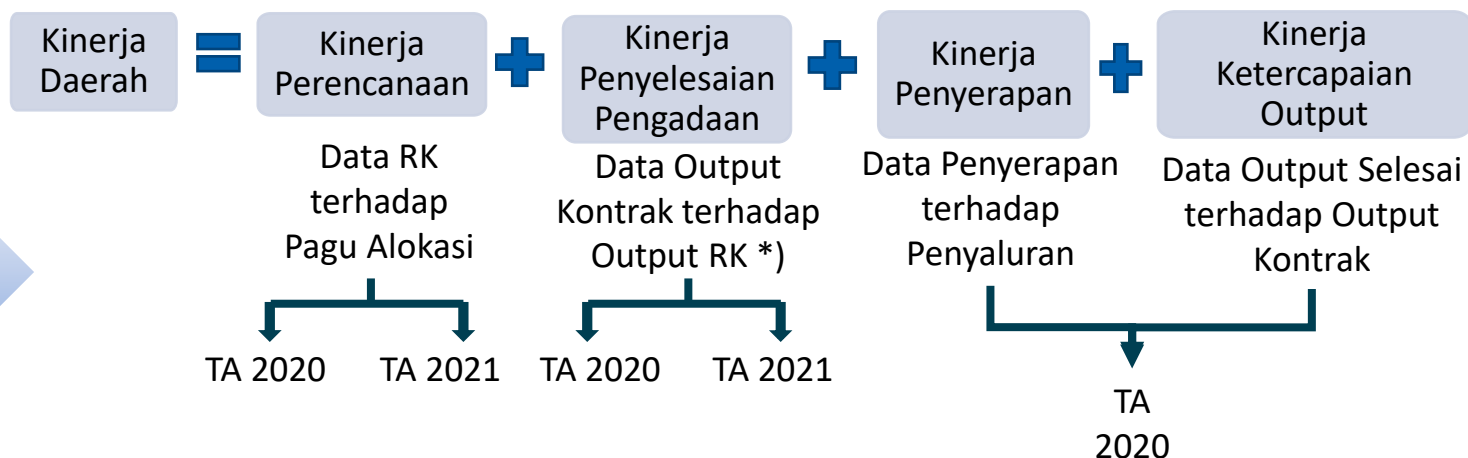 Kinerja
Daerah
Kinerja
Perencanaan
Kinerja
Penyelesaian
Pengadaan
Kinerja
Penyerapan
Kinerja
Ketercapaian
Output
Data RK
terhadap
Pagu Alokasi
Data Output
Kontrak terhadap
Output RK *)
Data Penyerapan
terhadap
Penyaluran
Data Output Selesai
terhadap Output
Kontrak
TA 2020
TA 2021
TA 2020
TA 2021
TA
2020